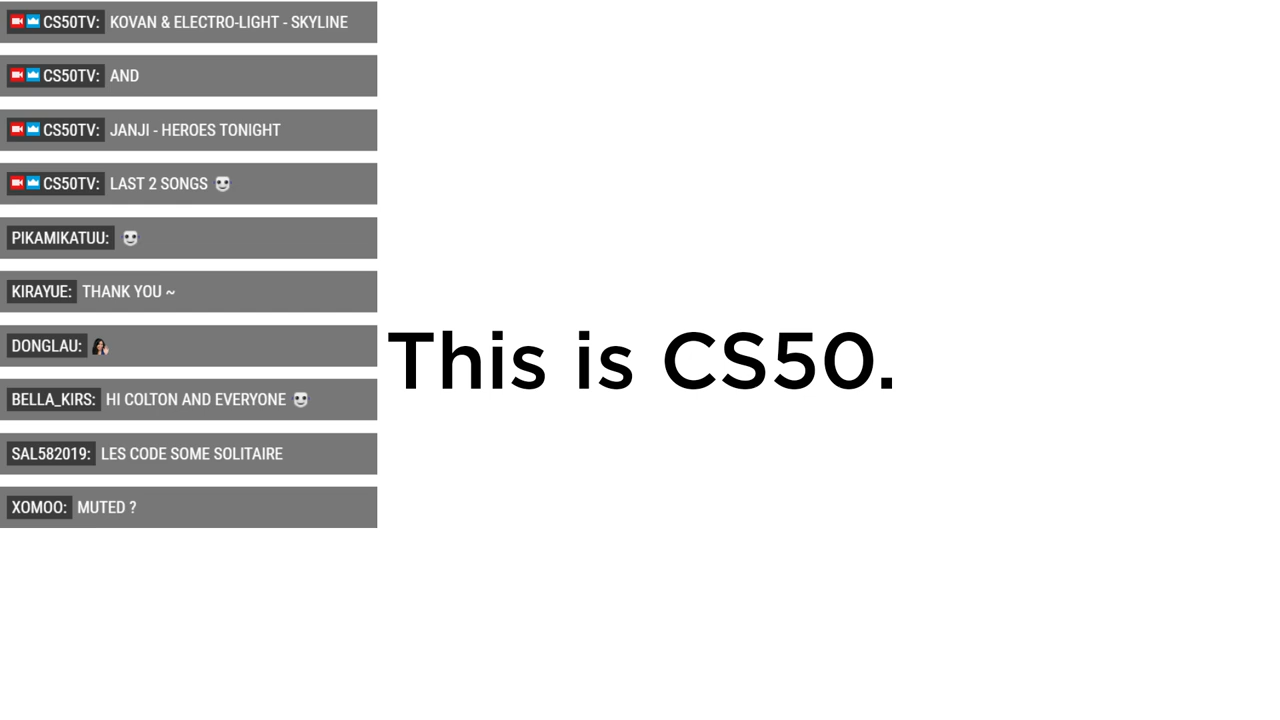 CS50TV: KOVAN & ELECTRO-LIGHT - SKYLINE
CS50TV: AND
CS50TV: JANJI - HEROES TONIGHT
CS50TV: LAST 2 SONGS
PIKAMIKATUU:
KIRAYUE: THANK YOU ~
DONGLAU:
BELLA_KIRS: HI COLTON AND EVERYONE
SAL582019: LES CODE SOME SOLITAIRE
XOMOO: MUTED ?
This is CS50.